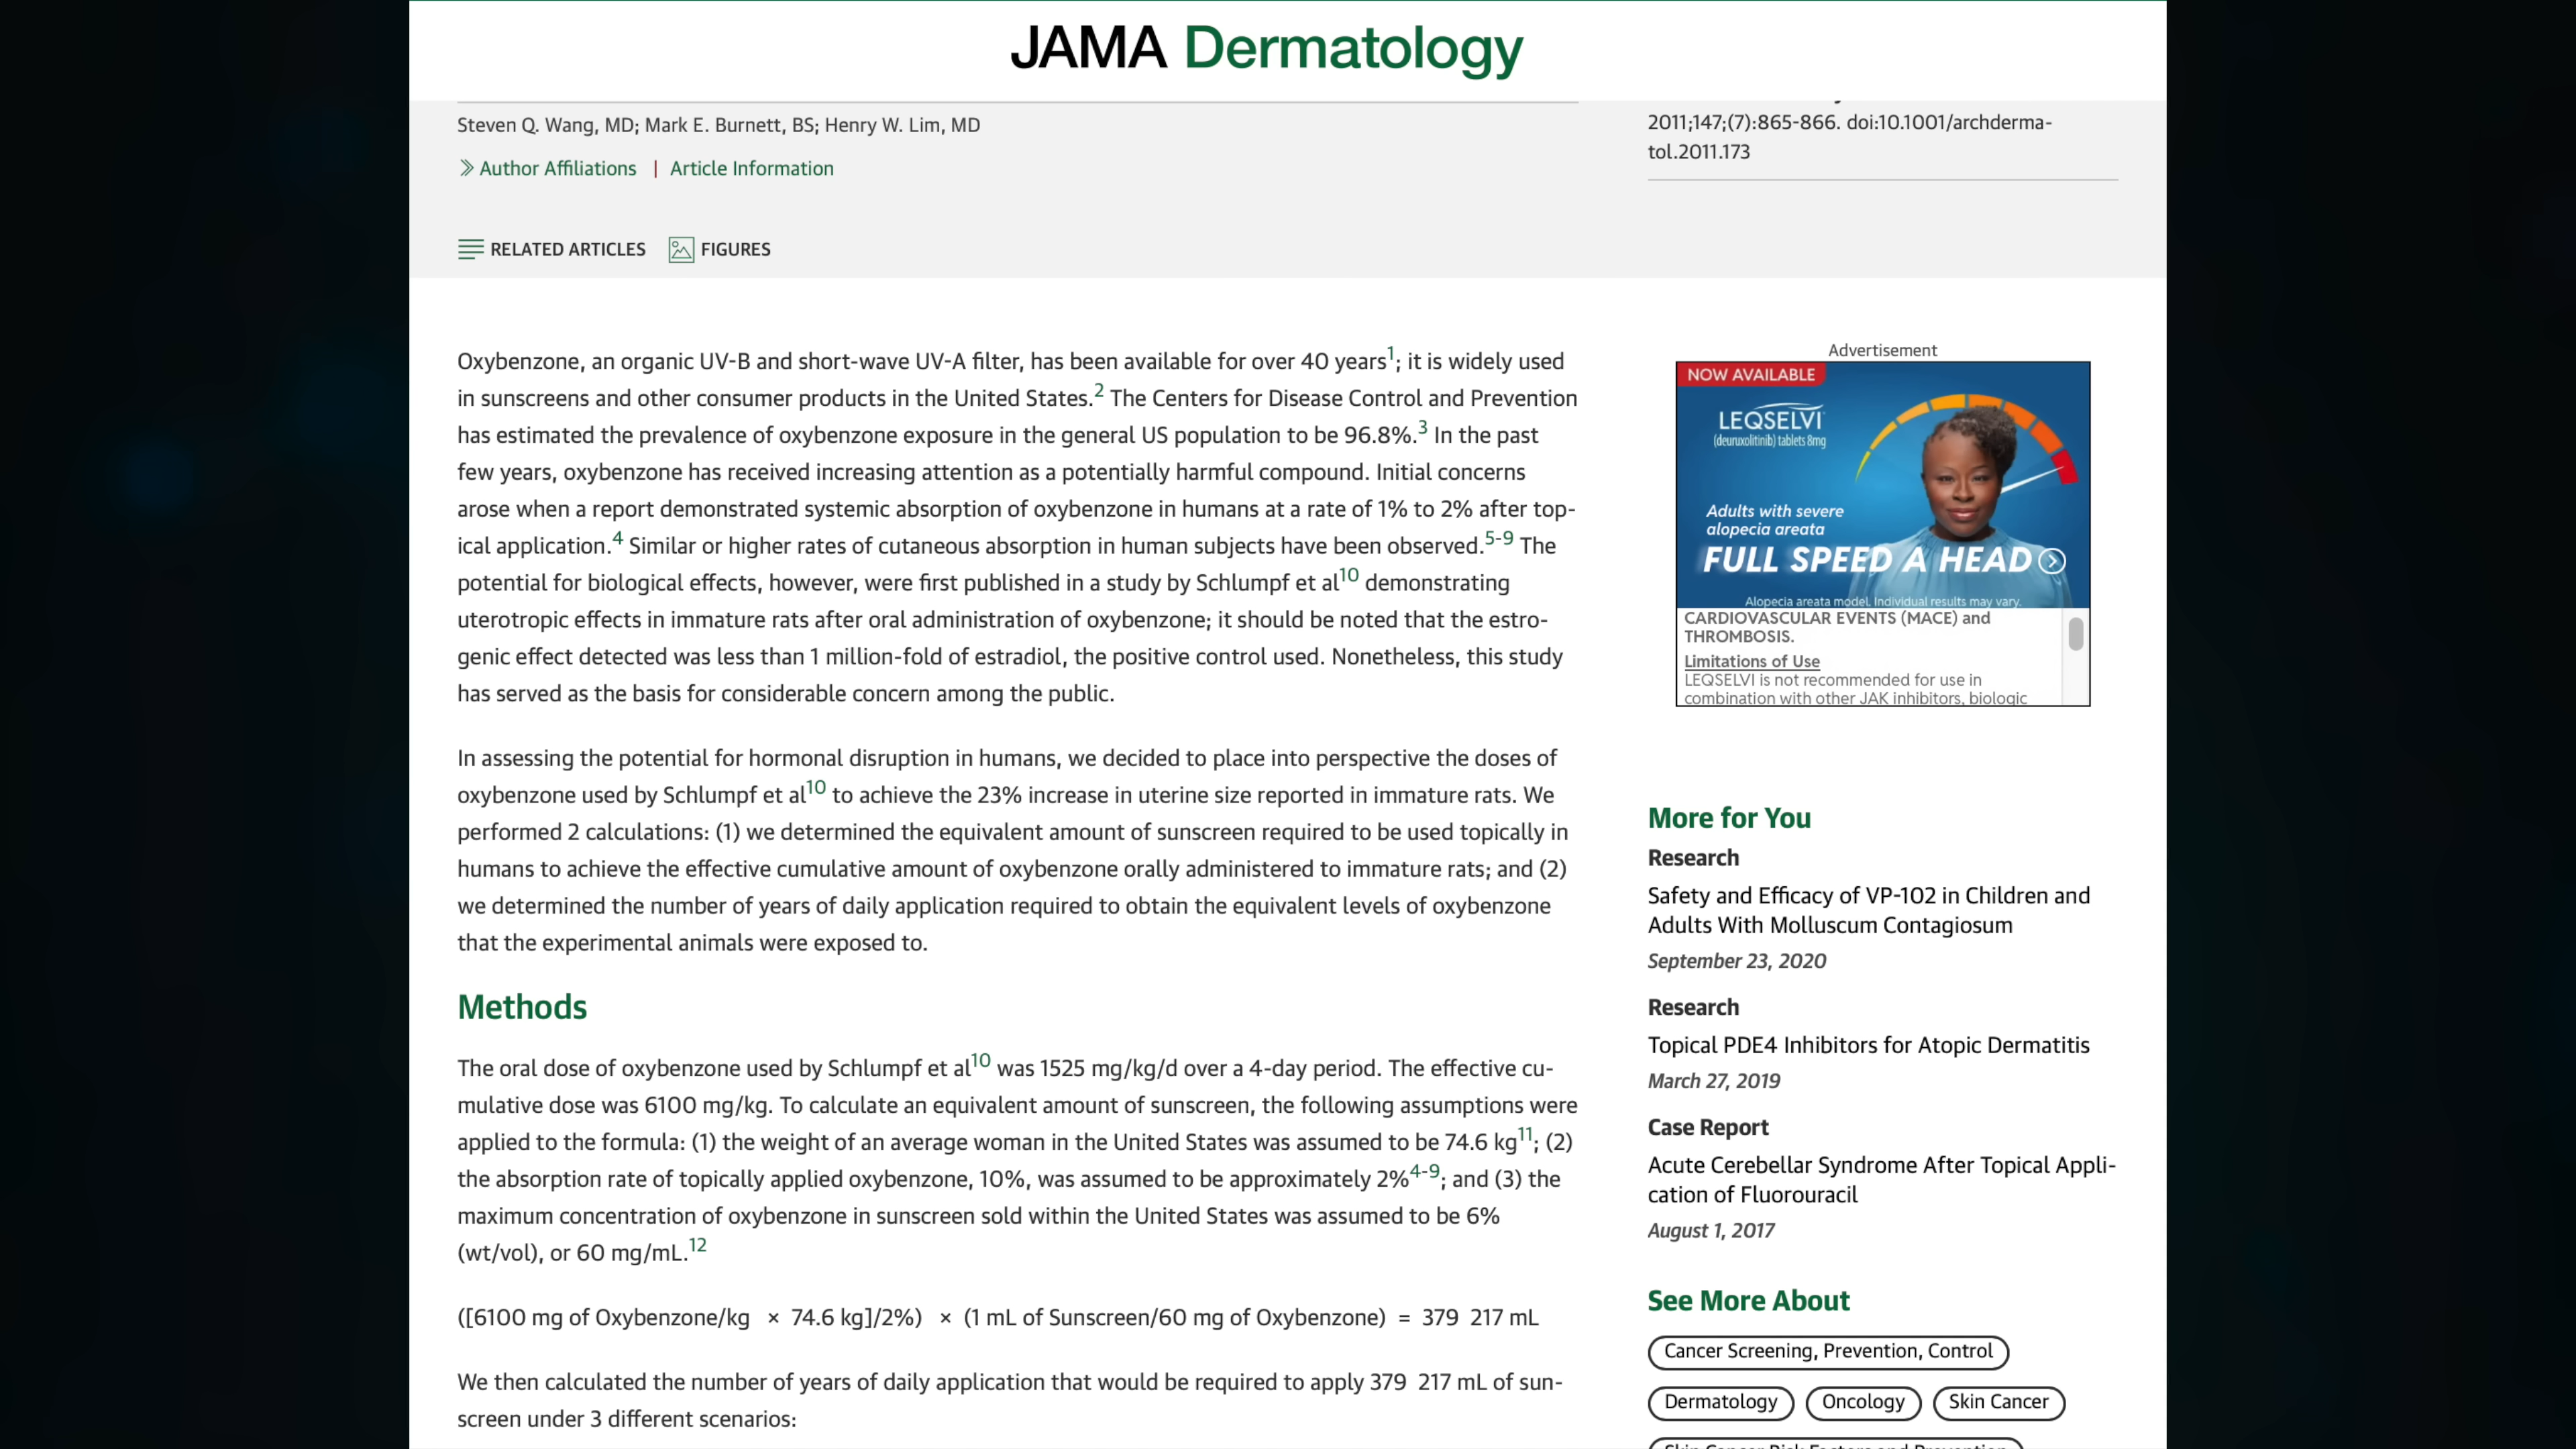 JAMA Dermatology
Steven Q. Wang, MD; Mark E. Burnett, BS; Henry W. Lim, MD
Author Affiliations | Article Information
RELATED ARTICLES FIGURES
2011;147;(7):865-866. doi:10.1001/archderma-
tol.2011.173
Oxybenzone, an organic UV-B and short-wave UV-A filter, has been available for over 40 years1; it is widely used
in sunscreens and other consumer products in the United States.2 The Centers for Disease Control and Prevention
has estimated the prevalence of oxybenzone exposure in the general US population to be 96.8%.3 In the past
few years, oxybenzone has received increasing attention as a potentially harmful compound. Initial concerns
arose when a report demonstrated systemic absorption of oxybenzone in humans at a rate of 1% to 2% after top-
ical application.4 Similar or higher rates of cutaneous absorption in human subjects have been observed.5-9 The
potential for biological effects, however, were first published in a study by Schlumpf et al10 demonstrating
uterotropic effects in immature rats after oral administration of oxybenzone; it should be noted that the estro-
genic effect detected was less than 1 million-fold of estradiol, the positive control used. Nonetheless, this study
has served as the basis for considerable concern among the public.
In assessing the potential for hormonal disruption in humans, we decided to place into perspective the doses of
oxybenzone used by Schlumpf et al10 to achieve the 23% increase in uterine size reported in immature rats. We
performed 2 calculations: (1) we determined the equivalent amount of sunscreen required to be used topically in
humans to achieve the effective cumulative amount of oxybenzone orally administered to immature rats; and (2)
we determined the number of years of daily application required to obtain the equivalent levels of oxybenzone
that the experimental animals were exposed to.
Methods
The oral dose of oxybenzone used by Schlumpf et al10 was 1525 mg/kg/d over a 4-day period. The effective cu-
mulative dose was 6100 mg/kg. To calculate an equivalent amount of sunscreen, the following assumptions were
applied to the formula: (1) the weight of an average woman in the United States was assumed to be 74.6 kg11; (2)
the absorption rate of topically applied oxybenzone, 10%, was assumed to be approximately 2%4-9; and (3) the
maximum concentration of oxybenzone in sunscreen sold within the United States was assumed to be 6%
(wt/vol), or 60 mg/mL.12
([6100 mg of Oxybenzone/kg × 74.6 kg]/2%) × (1 mL of Sunscreen/60 mg of Oxybenzone) = 379 217 mL
We then calculated the number of years of daily application that would be required to apply 379 217 mL of sun-
screen under 3 different scenarios:
Advertisement
NOW AVAILABLE
LEQSELVI
(deuruxolitinib) tablets 8mg
Adults with severe
alopecia areata
FULL SPEED A HEAD
Alopecia areata model. Individual results may vary.
CARDIOVASCULAR EVENTS (MACE) and
THROMBOSIS.
Limitations of Use
LEQSELVI is not recommended for use in
combination with other JAK inhibitors, biologic
More for You
Research
Safety and Efficacy of VP-102 in Children and
Adults With Molluscum Contagiosum
September 23, 2020
Research
Topical PDE4 Inhibitors for Atopic Dermatitis
March 27, 2019
Case Report
Acute Cerebellar Syndrome After Topical Appli-
cation of Fluorouracil
August 1, 2017
See More About
Cancer Screening, Prevention, Control
Dermatology Oncology Skin Cancer